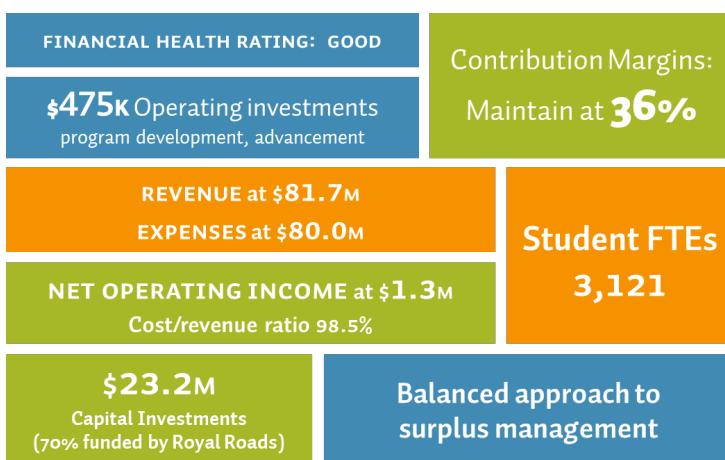 FINANCIAL HEALTH RATING: GOOD
$475K Operating investments
program development, advancement
Contribution Margins:
Maintain at 36%
REVENUE at $81.7M
EXPENSES at $80.0M
Student FTEs
3,121
NET OPERATING INCOME at $1.3M
Cost/revenue ratio 98.5%
$23.2M
Capital Investments
(70% funded by Royal Roads)
Balanced approach to
surplus management